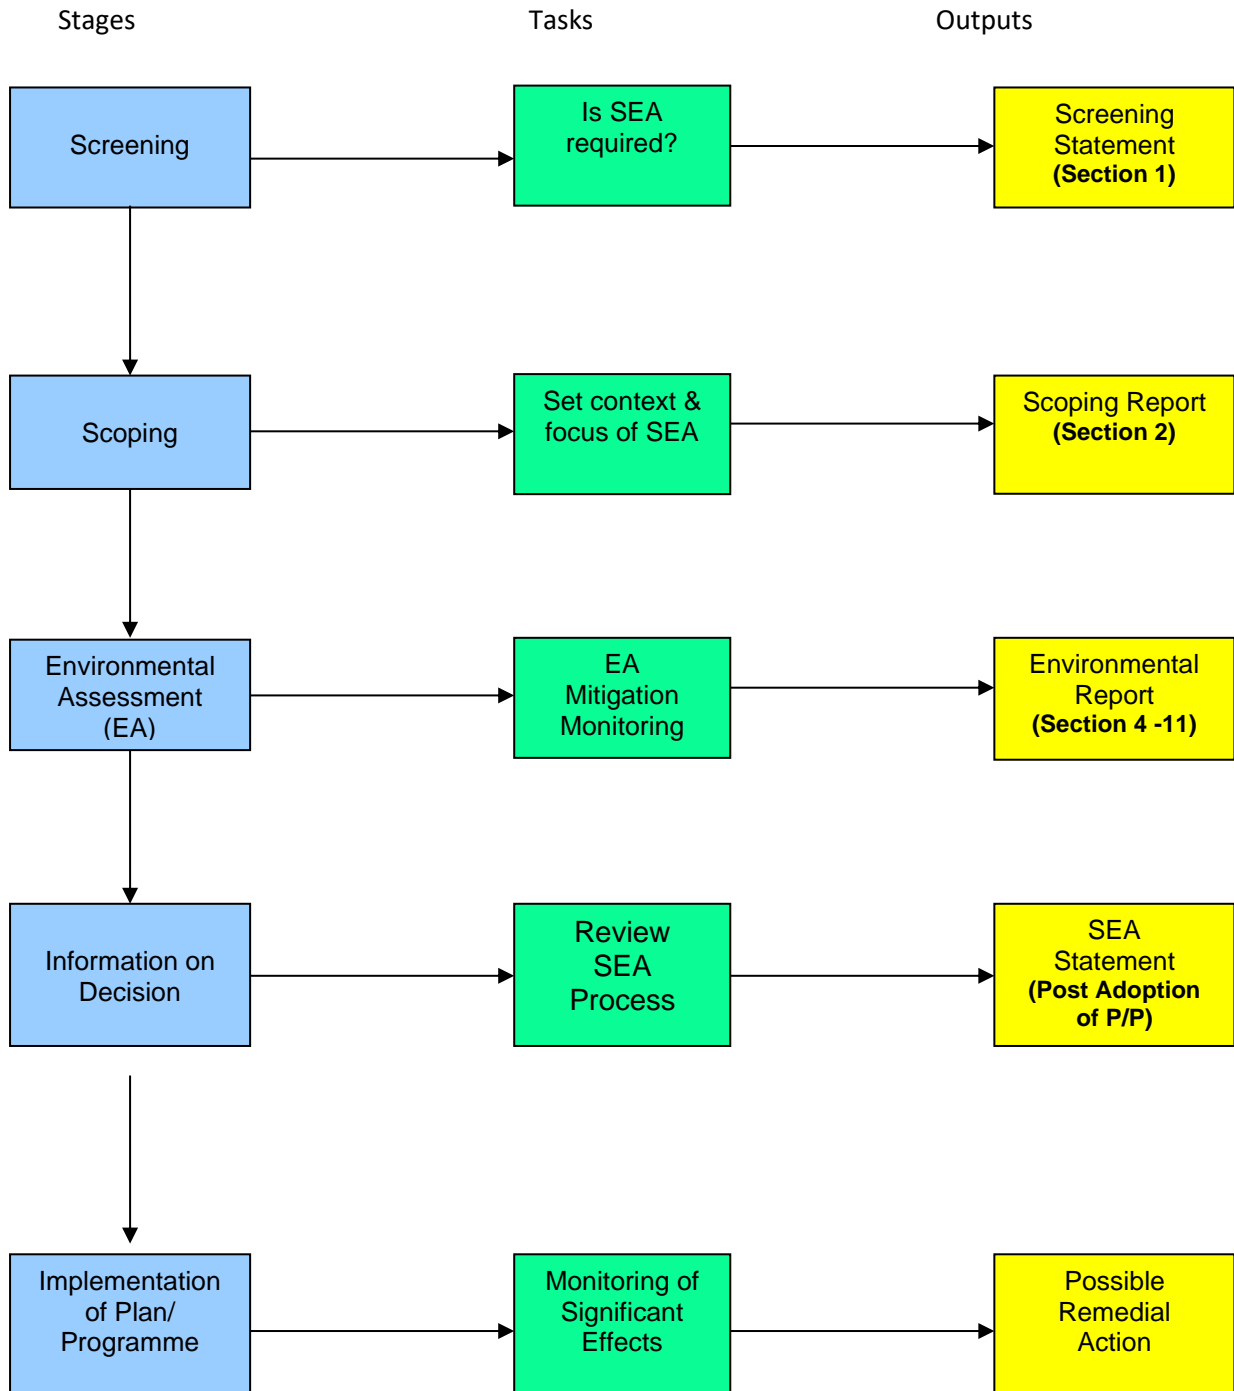 Stages Tasks Outputs
Screening
Is SEA
required?
Screening
Statement
(Section 1)
Scoping
Set context &
focus of SEA
Scoping Report
(Section 2)
Environmental
Assessment
(EA)
EA
Mitigation
Monitoring
Environmental
Report
(Section 4 -11)
Information on
Decision
Review
SEA
Process
SEA
Statement
(Post Adoption
of P/P)
Implementation
of Plan/
Programme
Monitoring of
Significant
Effects
Possible
Remedial
Action